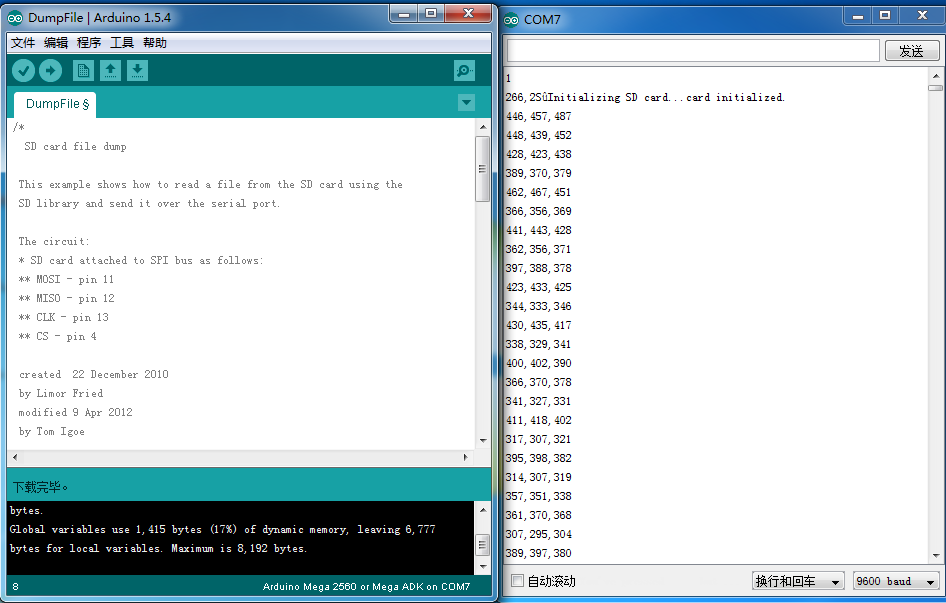 DumpFile | Arduino 1.5.4
文件 编辑 程序 工具 帮助
DumpFile §
/*
SD card file dump
This example shows how to read a file from the SD card using the
SD library and send it over the serial port.
The circuit:
* SD card attached to SPI bus as follows:
** MOSI - pin 11
** MISO - pin 12
** CLK - pin 13
** CS - pin 4
created  22 December 2010
by Limor Fried
modified 9 Apr 2012
by Tom Igoe
下载完毕。
bytes.
Global variables use 1,415 bytes (17%) of dynamic memory, leaving 6,777
bytes for local variables. Maximum is 8,192 bytes.
8
Arduino Mega 2560 or Mega ADK on COM7
COM7
发送
1
266,2SûInitializing SD card...card initialized.
446,457,487
448,439,452
428,423,438
389,370,379
462,467,451
366,356,369
441,443,428
362,356,371
397,388,378
423,433,425
344,333,346
430,435,417
338,329,341
400,402,390
366,370,378
341,327,331
411,418,402
317,307,321
395,398,382
314,307,319
357,351,338
361,370,368
307,295,304
389,397,380
自动滚动
换行和回车
9600 baud